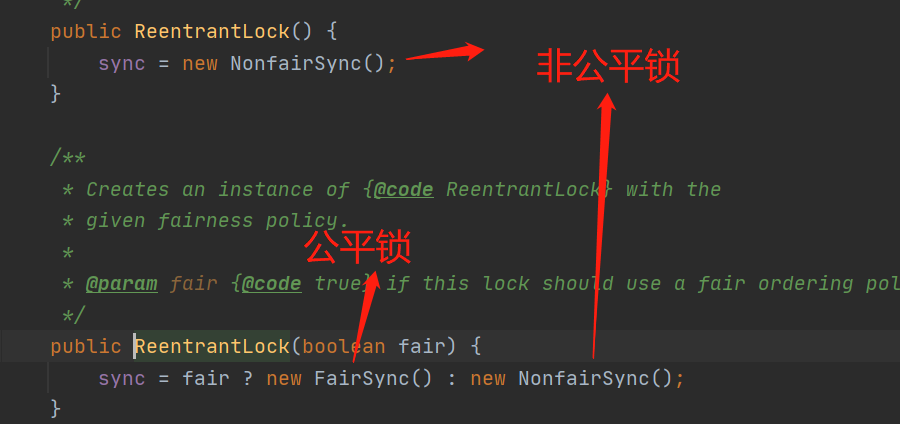 */
public ReentrantLock() {
sync = new NonfairSync();
非公平锁
}
/**
* Creates an instance of {@code ReentrantLock} with the
* given fairness policy.
*
公平锁
* @param fair {@code true} if this lock should use a fair ordering pol
*/
public ReentrantLock(boolean fair) {
sync = fair ? new FairSync() : new NonfairSync();
}